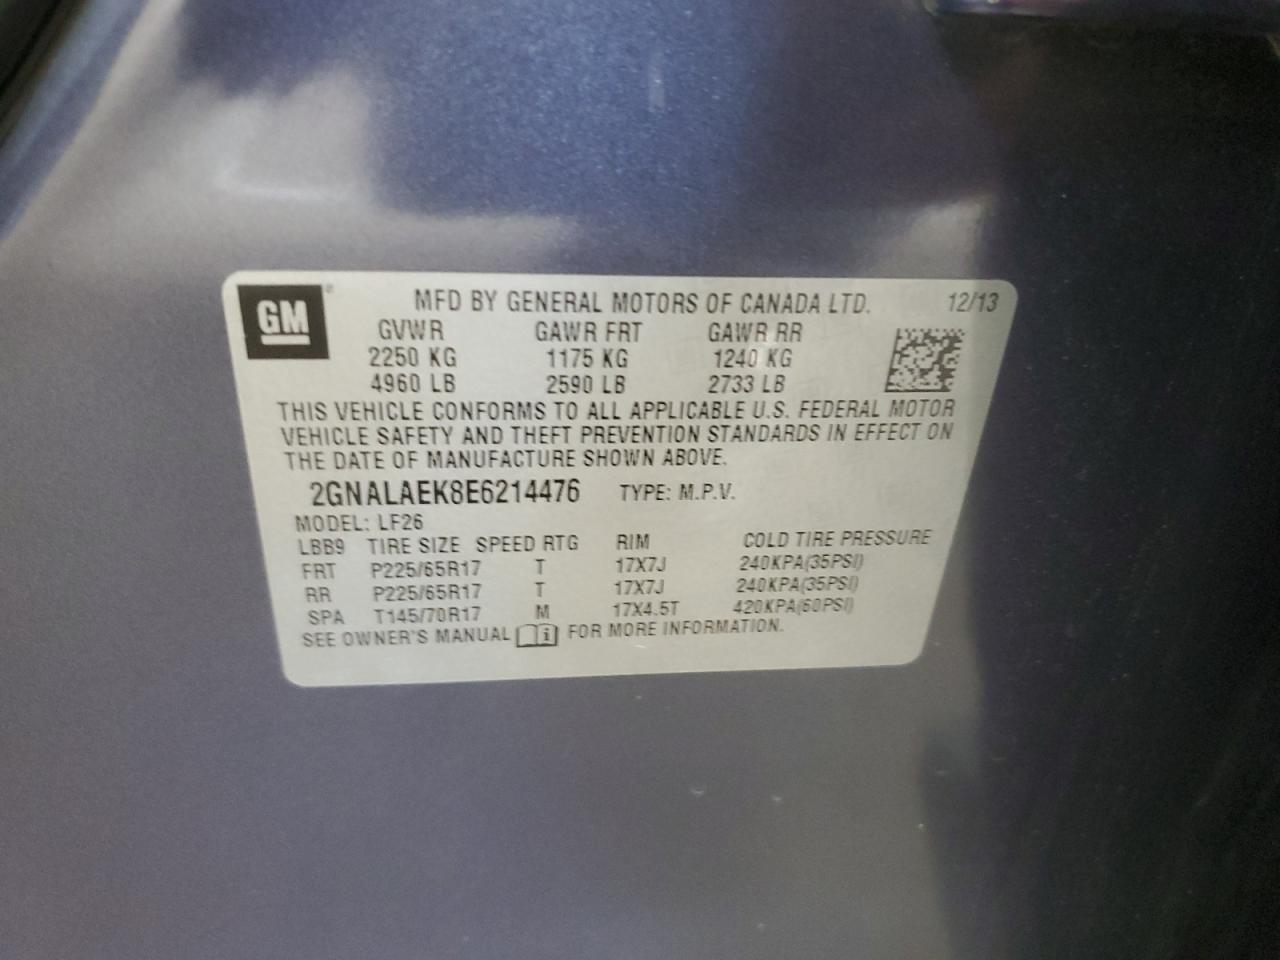 GM® MFD BY GENERAL MOTORS OF CANADA LTD. 12/13
GVWR GAWR FRT GAWR RR
2250 KG 1175 KG 1240 KG
4960 LB 2590 LB 2733 LB
THIS VEHICLE CONFORMS TO ALL APPLICABLE U.S. FEDERAL MOTOR
VEHICLE SAFETY AND THEFT PREVENTION STANDARDS IN EFFECT ON
THE DATE OF MANUFACTURE SHOWN ABOVE.
2GNALAEK8E6214476 TYPE: M.P.V.
MODEL: LF26
LBB9 TIRE SIZE SPEED RTG RIM COLD TIRE PRESSURE
FRT P225/65R17 T 17X7J 240KPA(35PSI)
RR P225/65R17 T 17X7J 240KPA(35PSI)
SPA T145/70R17 M 17X4.5T 420KPA(60PSI)
SEE OWNER'S MANUAL FOR MORE INFORMATION.